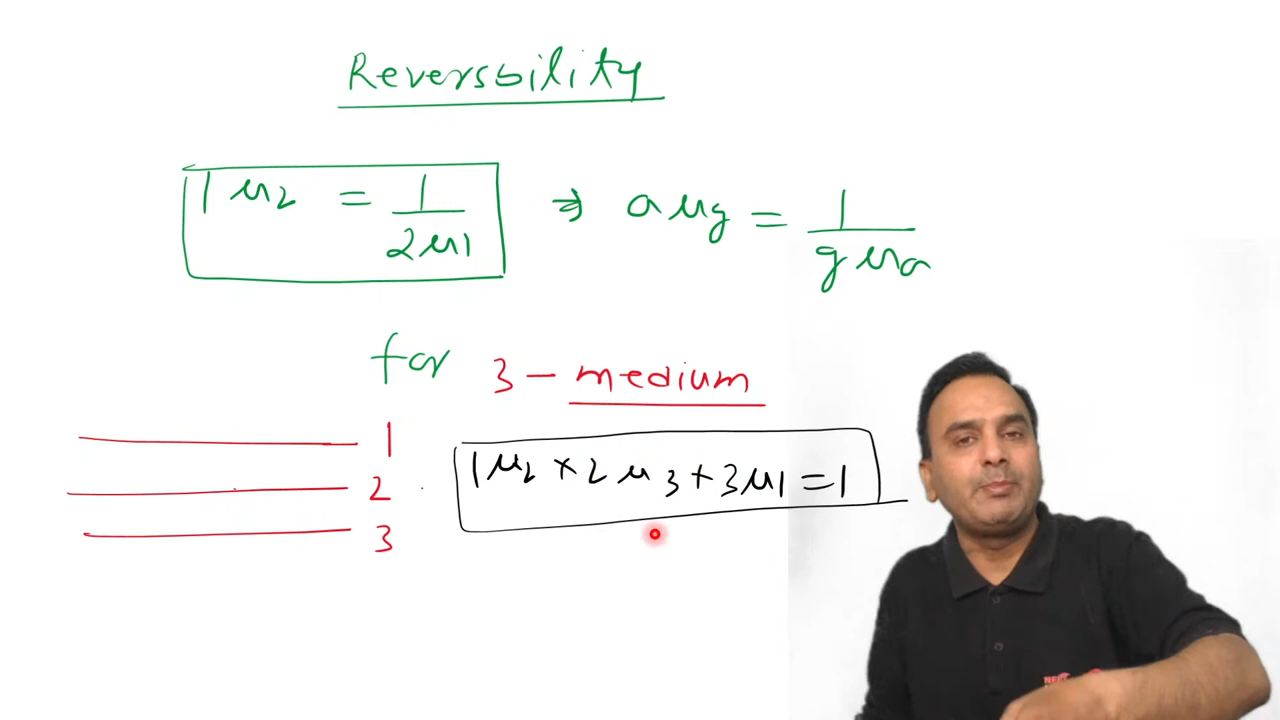 Reversbility
1μ2 = 1/2μ1 ⇒ aμg = 1/gμa
for 3 - medium
1
1μ2 × 2μ3 + 3μ1 = 1
2
3